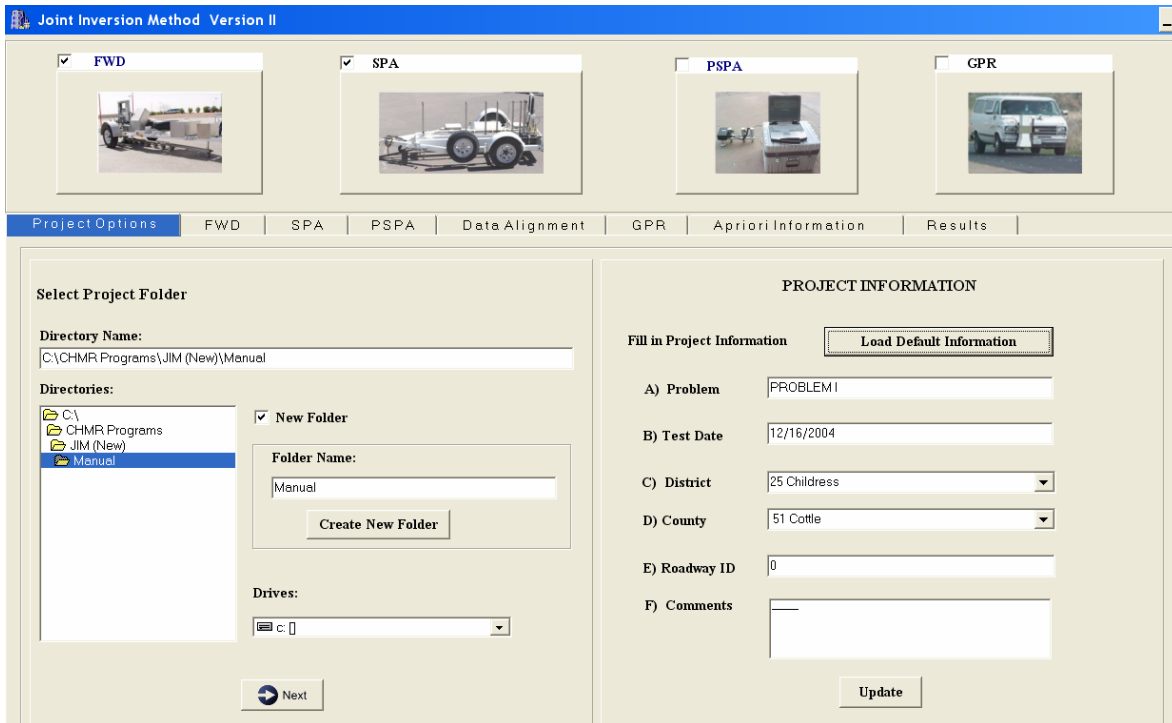 Joint Inversion Method Version II
FWD
SPA
PSPA
GPR
Project Options
FWD
SPA
PSPA
Data Alignment
GPR
Apriori Information
Results
Select Project Folder
Directory Name:
C:\CHMR Programs\JIM (New)\Manual
Directories:
C:\
CHMR Programs
JIM (New)
Manual
New Folder
Folder Name:
Manual
Create New Folder
Drives:
c: []
Next
PROJECT INFORMATION
Fill in Project Information
Load Default Information
A) Problem
PROBLEM I
B) Test Date
12/16/2004
C) District
25 Childress
D) County
51 Cottle
E) Roadway ID
0
F) Comments
____
Update